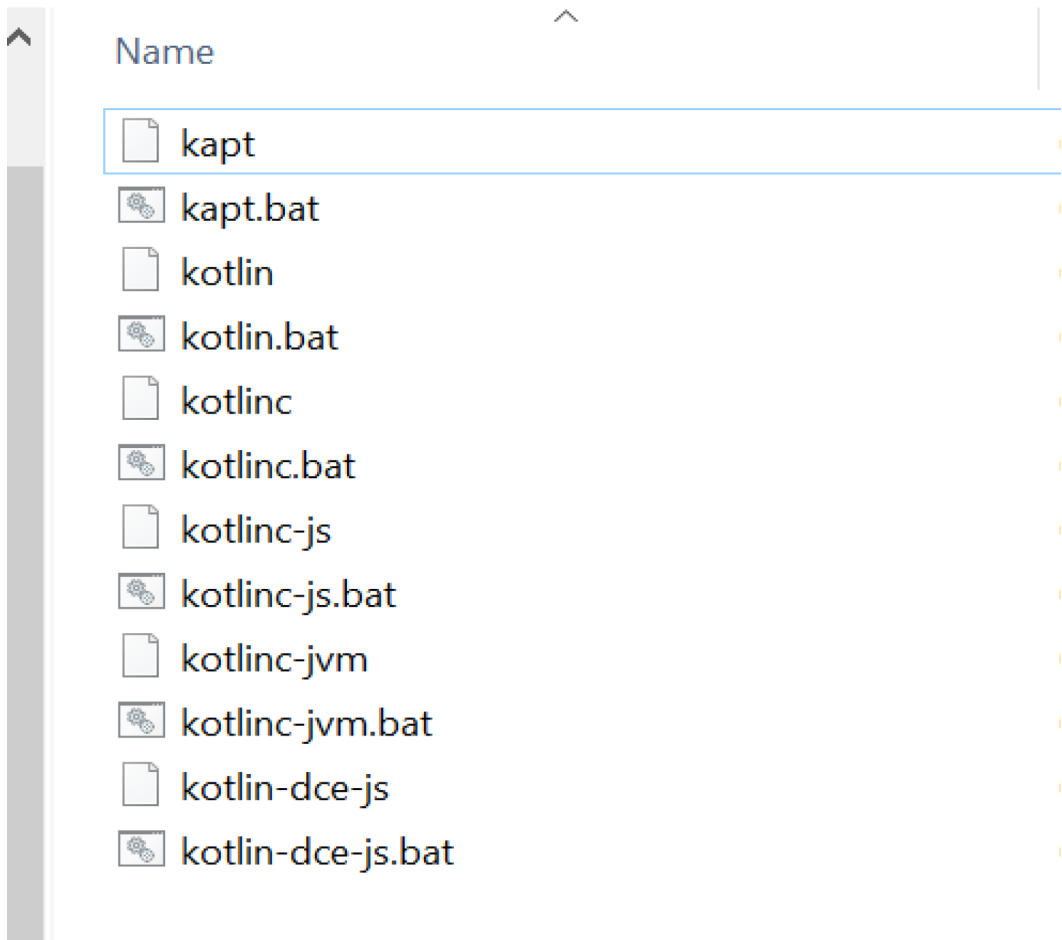 Name
kapt
kapt.bat
kotlin
kotlin.bat
kotlinc
kotlinc.bat
kotlinc-js
kotlinc-js.bat
kotlinc-jvm
kotlinc-jvm.bat
kotlin-dce-js
kotlin-dce-js.bat